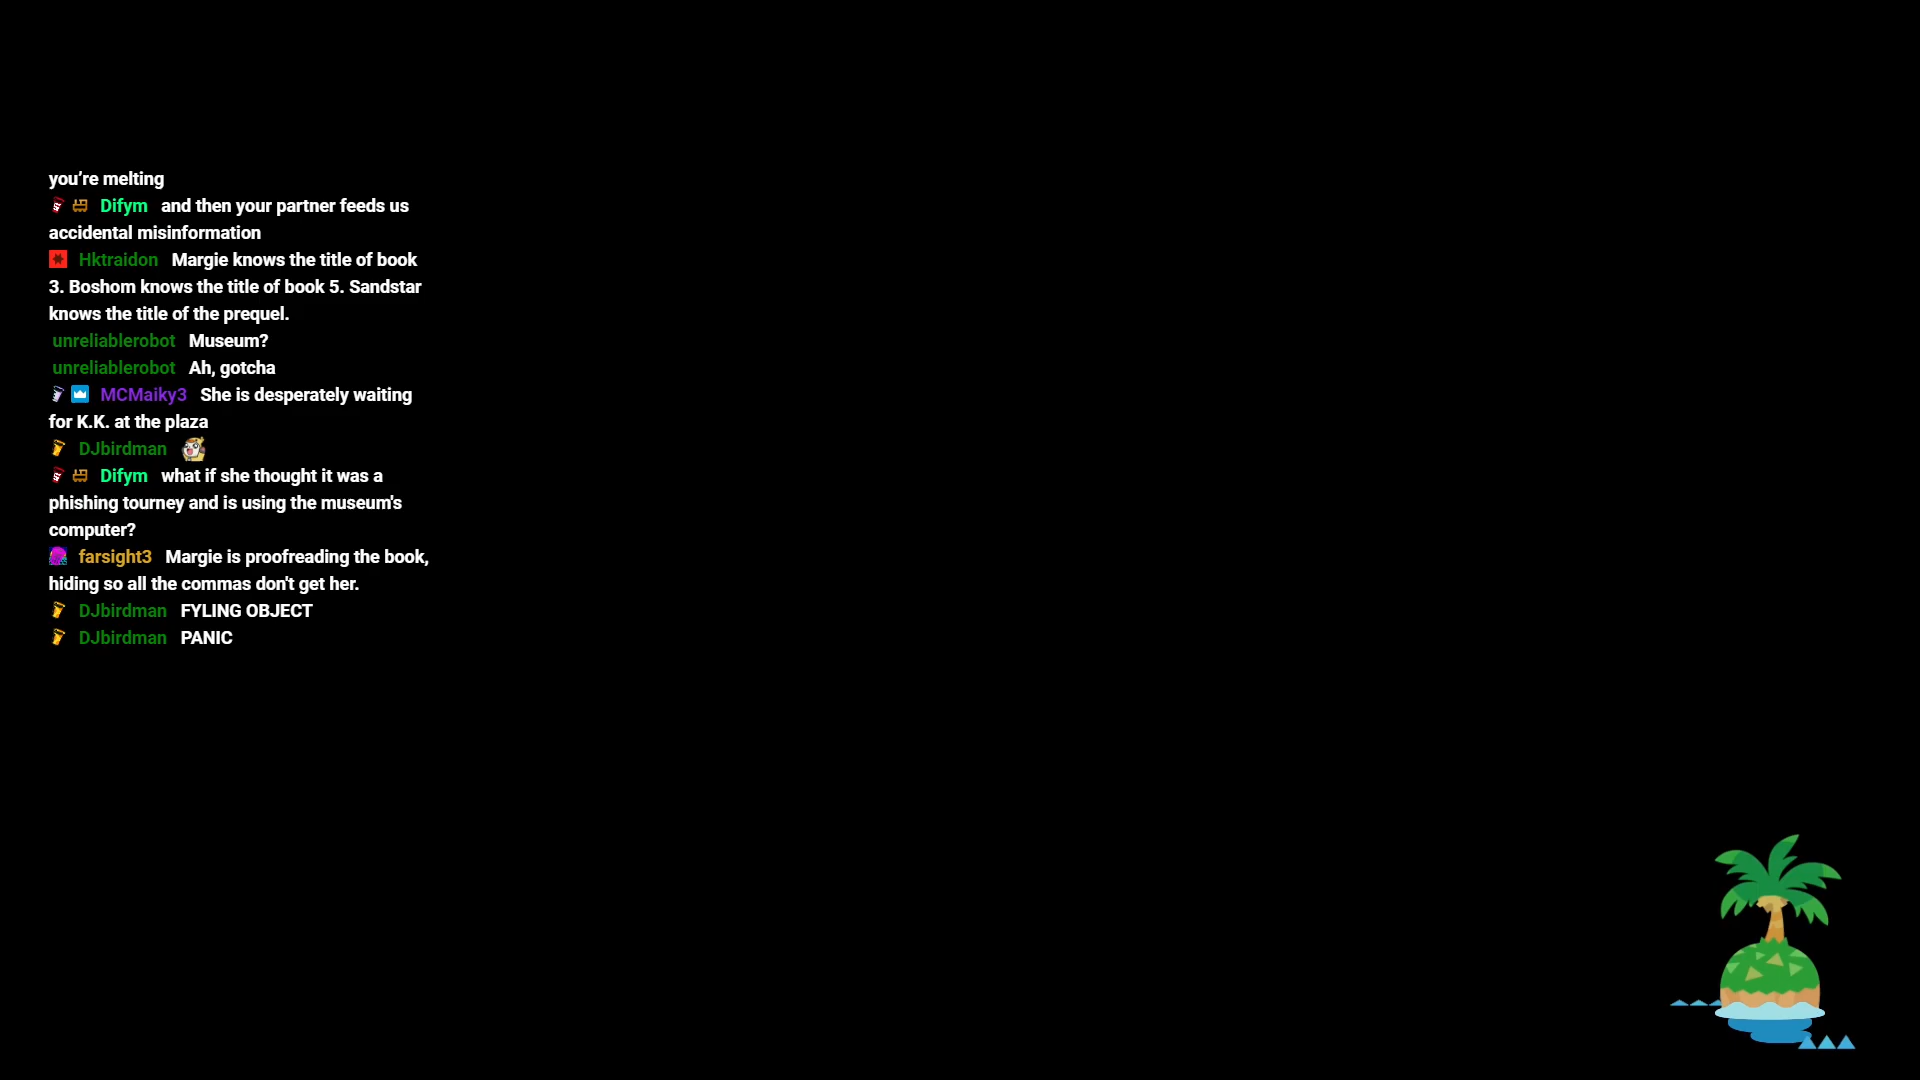 you’re melting
Difym and then your partner feeds us
accidental misinformation
Hktraidon Margie knows the title of book
3. Boshom knows the title of book 5. Sandstar
knows the title of the prequel.
unreliablerobot Museum?
unreliablerobot Ah, gotcha
MCMaiky3 She is desperately waiting
for K.K. at the plaza
DJbirdman
Difym what if she thought it was a
phishing tourney and is using the museum's
computer?
farsight3 Margie is proofreading the book,
hiding so all the commas don't get her.
DJbirdman FYLING OBJECT
DJbirdman PANIC